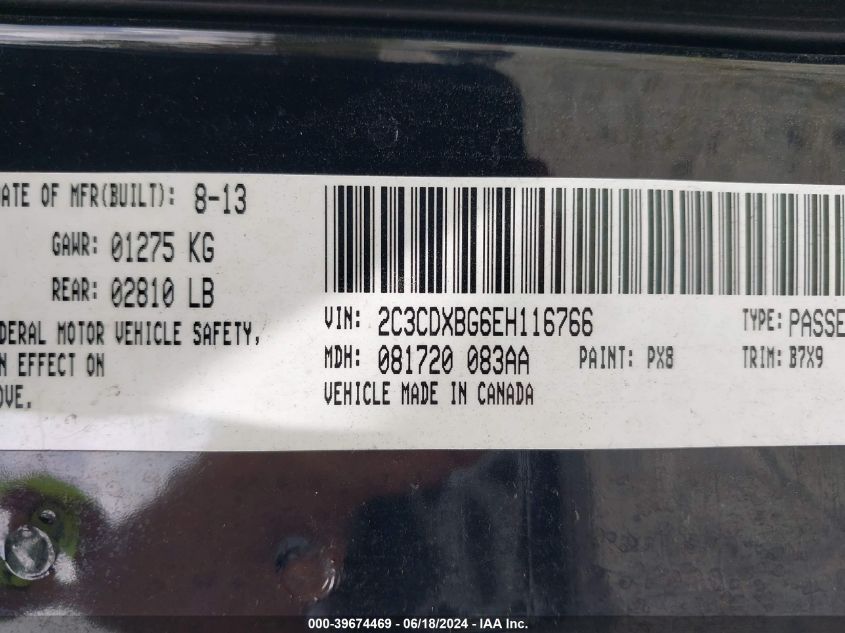 DATE OF MFR(BUILT): 8-13
GAWR: 01275 KG
REAR: 02810 LB
VIN: 2C3CDXBG6EH116766 TYPE: PASSE
DERAL MOTOR VEHICLE SAFETY,
MDH: 081720 083AA PAINT: PX8 TRIM: B7X9
N EFFECT ON
VEHICLE MADE IN CANADA
OVE.
000-39674469 - 06/18/2024 - IAA Inc.